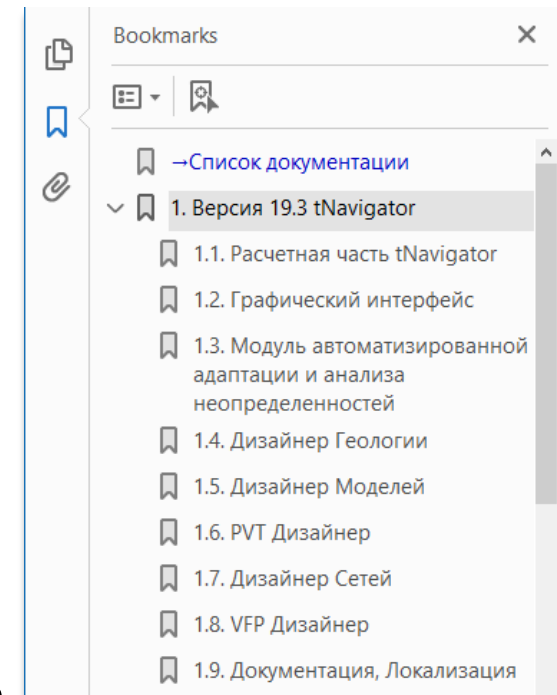 Bookmarks
→Список документации
1. Версия 19.3 tNavigator
1.1. Расчетная часть tNavigator
1.2. Графический интерфейс
1.3. Модуль автоматизированной
адаптации и анализа
неопределенностей
1.4. Дизайнер Геологии
1.5. Дизайнер Моделей
1.6. PVT Дизайнер
1.7. Дизайнер Сетей
1.8. VFP Дизайнер
1.9. Документация, Локализация